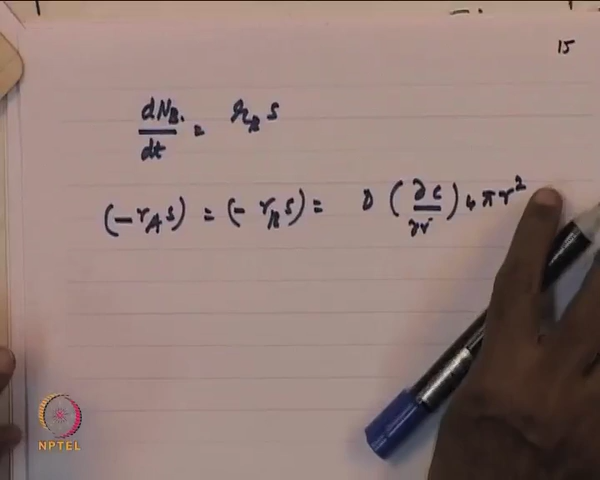 15
dN_B/dt = r_B S
(-r_A s) = (- r_B s) = D (∂c/∂r) 4πr²
NPTEL